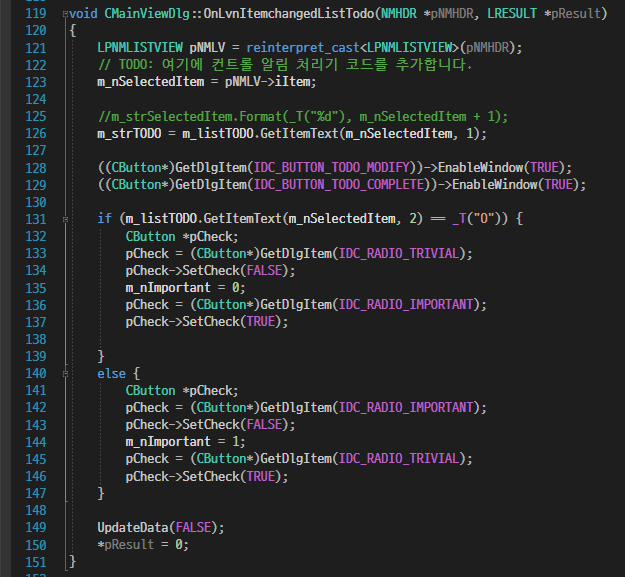 119 void CMainViewDlg::OnLvnItemchangedListTodo(NMHDR *pNMHDR, LRESULT *pResult)
120 {
121 LPNMLISTVIEW pNMLV = reinterpret_cast<LPNMLISTVIEW>(pNMHDR);
122 // TODO: 여기에 컨트롤 알림 처리기 코드를 추가합니다.
123 m_nSelectedItem = pNMLV->iItem;
124
125 //m_strSelectedItem.Format(_T("%d"), m_nSelectedItem + 1);
126 m_strTODO = m_listTODO.GetItemText(m_nSelectedItem, 1);
127
128 ((CButton*)GetDlgItem(IDC_BUTTON_TODO_MODIFY))->EnableWindow(TRUE);
129 ((CButton*)GetDlgItem(IDC_BUTTON_TODO_COMPLETE))->EnableWindow(TRUE);
130
131 if (m_listTODO.GetItemText(m_nSelectedItem, 2) == _T("O")) {
132 CButton *pCheck;
133 pCheck = (CButton*)GetDlgItem(IDC_RADIO_TRIVIAL);
134 pCheck->SetCheck(FALSE);
135 m_nImportant = 0;
136 pCheck = (CButton*)GetDlgItem(IDC_RADIO_IMPORTANT);
137 pCheck->SetCheck(TRUE);
138
139 }
140 else {
141 CButton *pCheck;
142 pCheck = (CButton*)GetDlgItem(IDC_RADIO_IMPORTANT);
143 pCheck->SetCheck(FALSE);
144 m_nImportant = 1;
145 pCheck = (CButton*)GetDlgItem(IDC_RADIO_TRIVIAL);
146 pCheck->SetCheck(TRUE);
147 }
148
149 UpdateData(FALSE);
150 *pResult = 0;
151 }